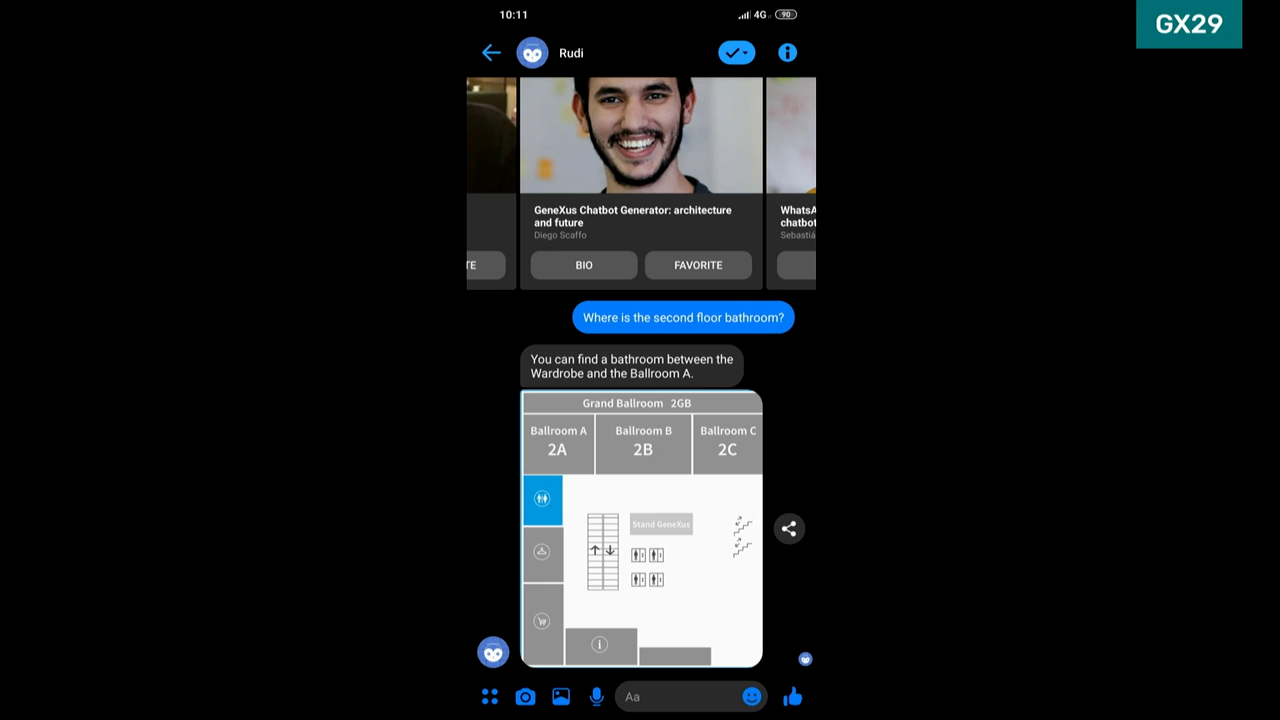 GX29
10:11
4G
90
Rudi
GeneXus Chatbot Generator: architecture
and future
Diego Scaffo
BIO
FAVORITE
TE
WhatsA
chatbot
Sebastiá
Where is the second floor bathroom?
You can find a bathroom between the
Wardrobe and the Ballroom A.
Grand Ballroom 2GB
Ballroom A
2A
Ballroom B
2B
Ballroom C
2C
Stand GeneXus
i
Aa